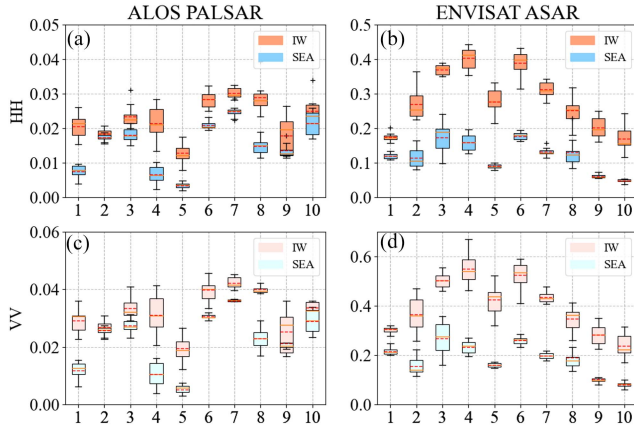 ALOS PALSAR
ENVISAT ASAR
0.05
0.04
0.03
0.02
0.01
0.00
HH
(a)
IW
SEA
1 2 3 4 5 6 7 8 9 10
0.5
0.4
0.3
0.2
0.1
0.0
(b)
IW
SEA
1 2 3 4 5 6 7 8 9 10
0.06
0.04
0.02
0.00
VV
(c)
IW
SEA
1 2 3 4 5 6 7 8 9 10
0.6
0.4
0.2
0.0
(d)
IW
SEA
1 2 3 4 5 6 7 8 9 10